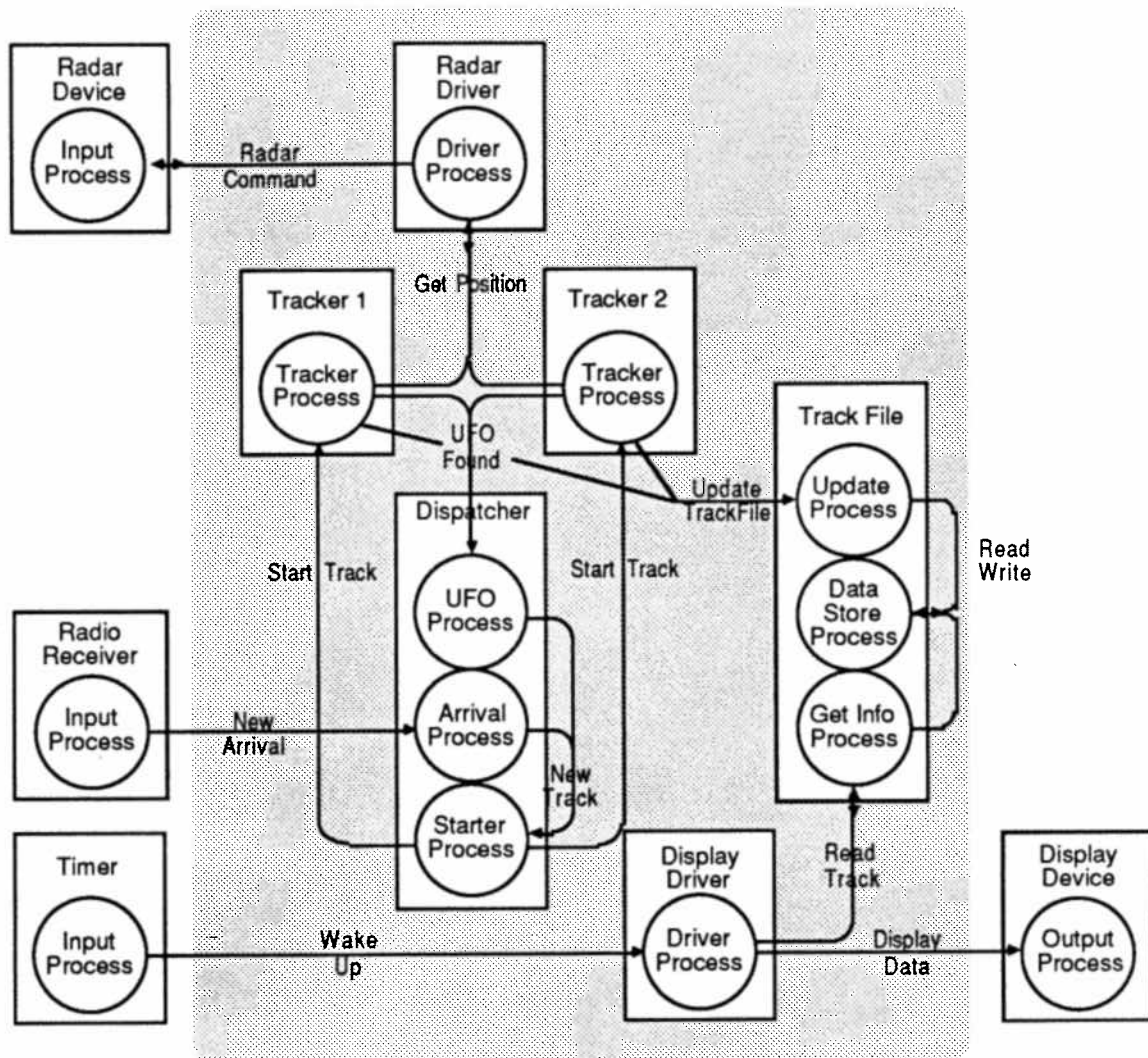 Radar
Device
Input
Process
Radar
Command
Radar
Driver
Driver
Process
Get Position
Tracker 1
Tracker
Process
Tracker 2
Tracker
Process
UFO
Found
Update
TrackFile
Track File
Update
Process
Data
Store
Process
Get Info
Process
Read
Write
Dispatcher
UFO
Process
Arrival
Process
Starter
Process
Start Track
Start Track
New
Track
Radio
Receiver
Input
Process
New
Arrival
Timer
Input
Process
Wake
Up
Display
Driver
Driver
Process
Read
Track
Display
Data
Display
Device
Output
Process